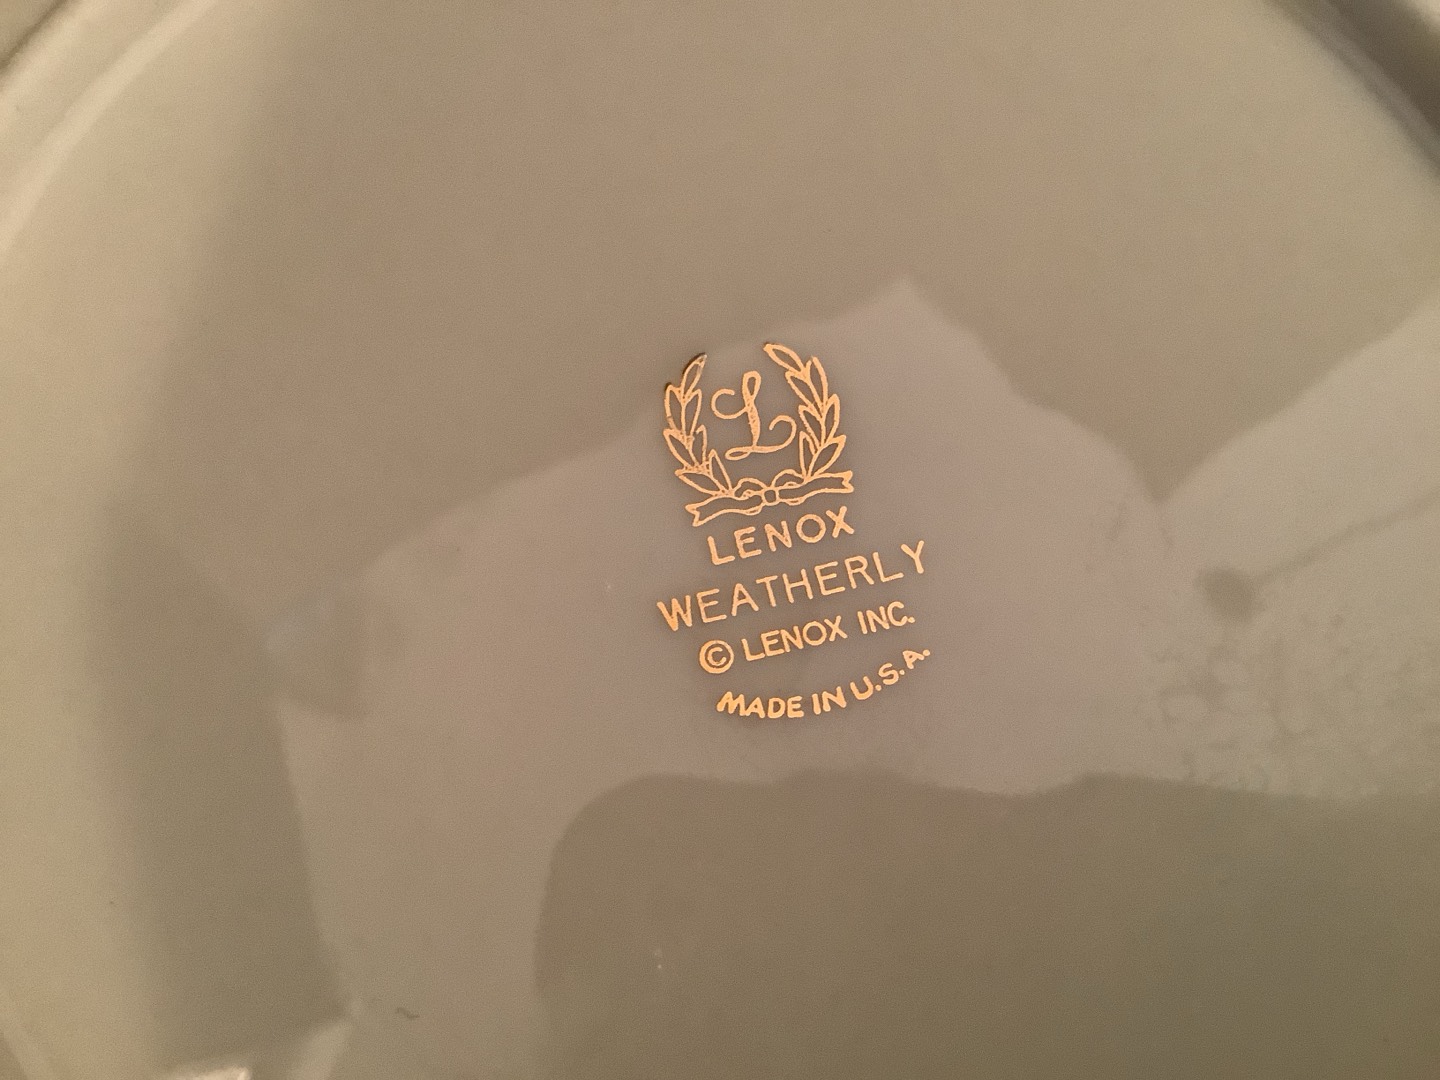 L
LENOX
WEATHERLY
© LENOX INC.
MADE IN U.S.A.